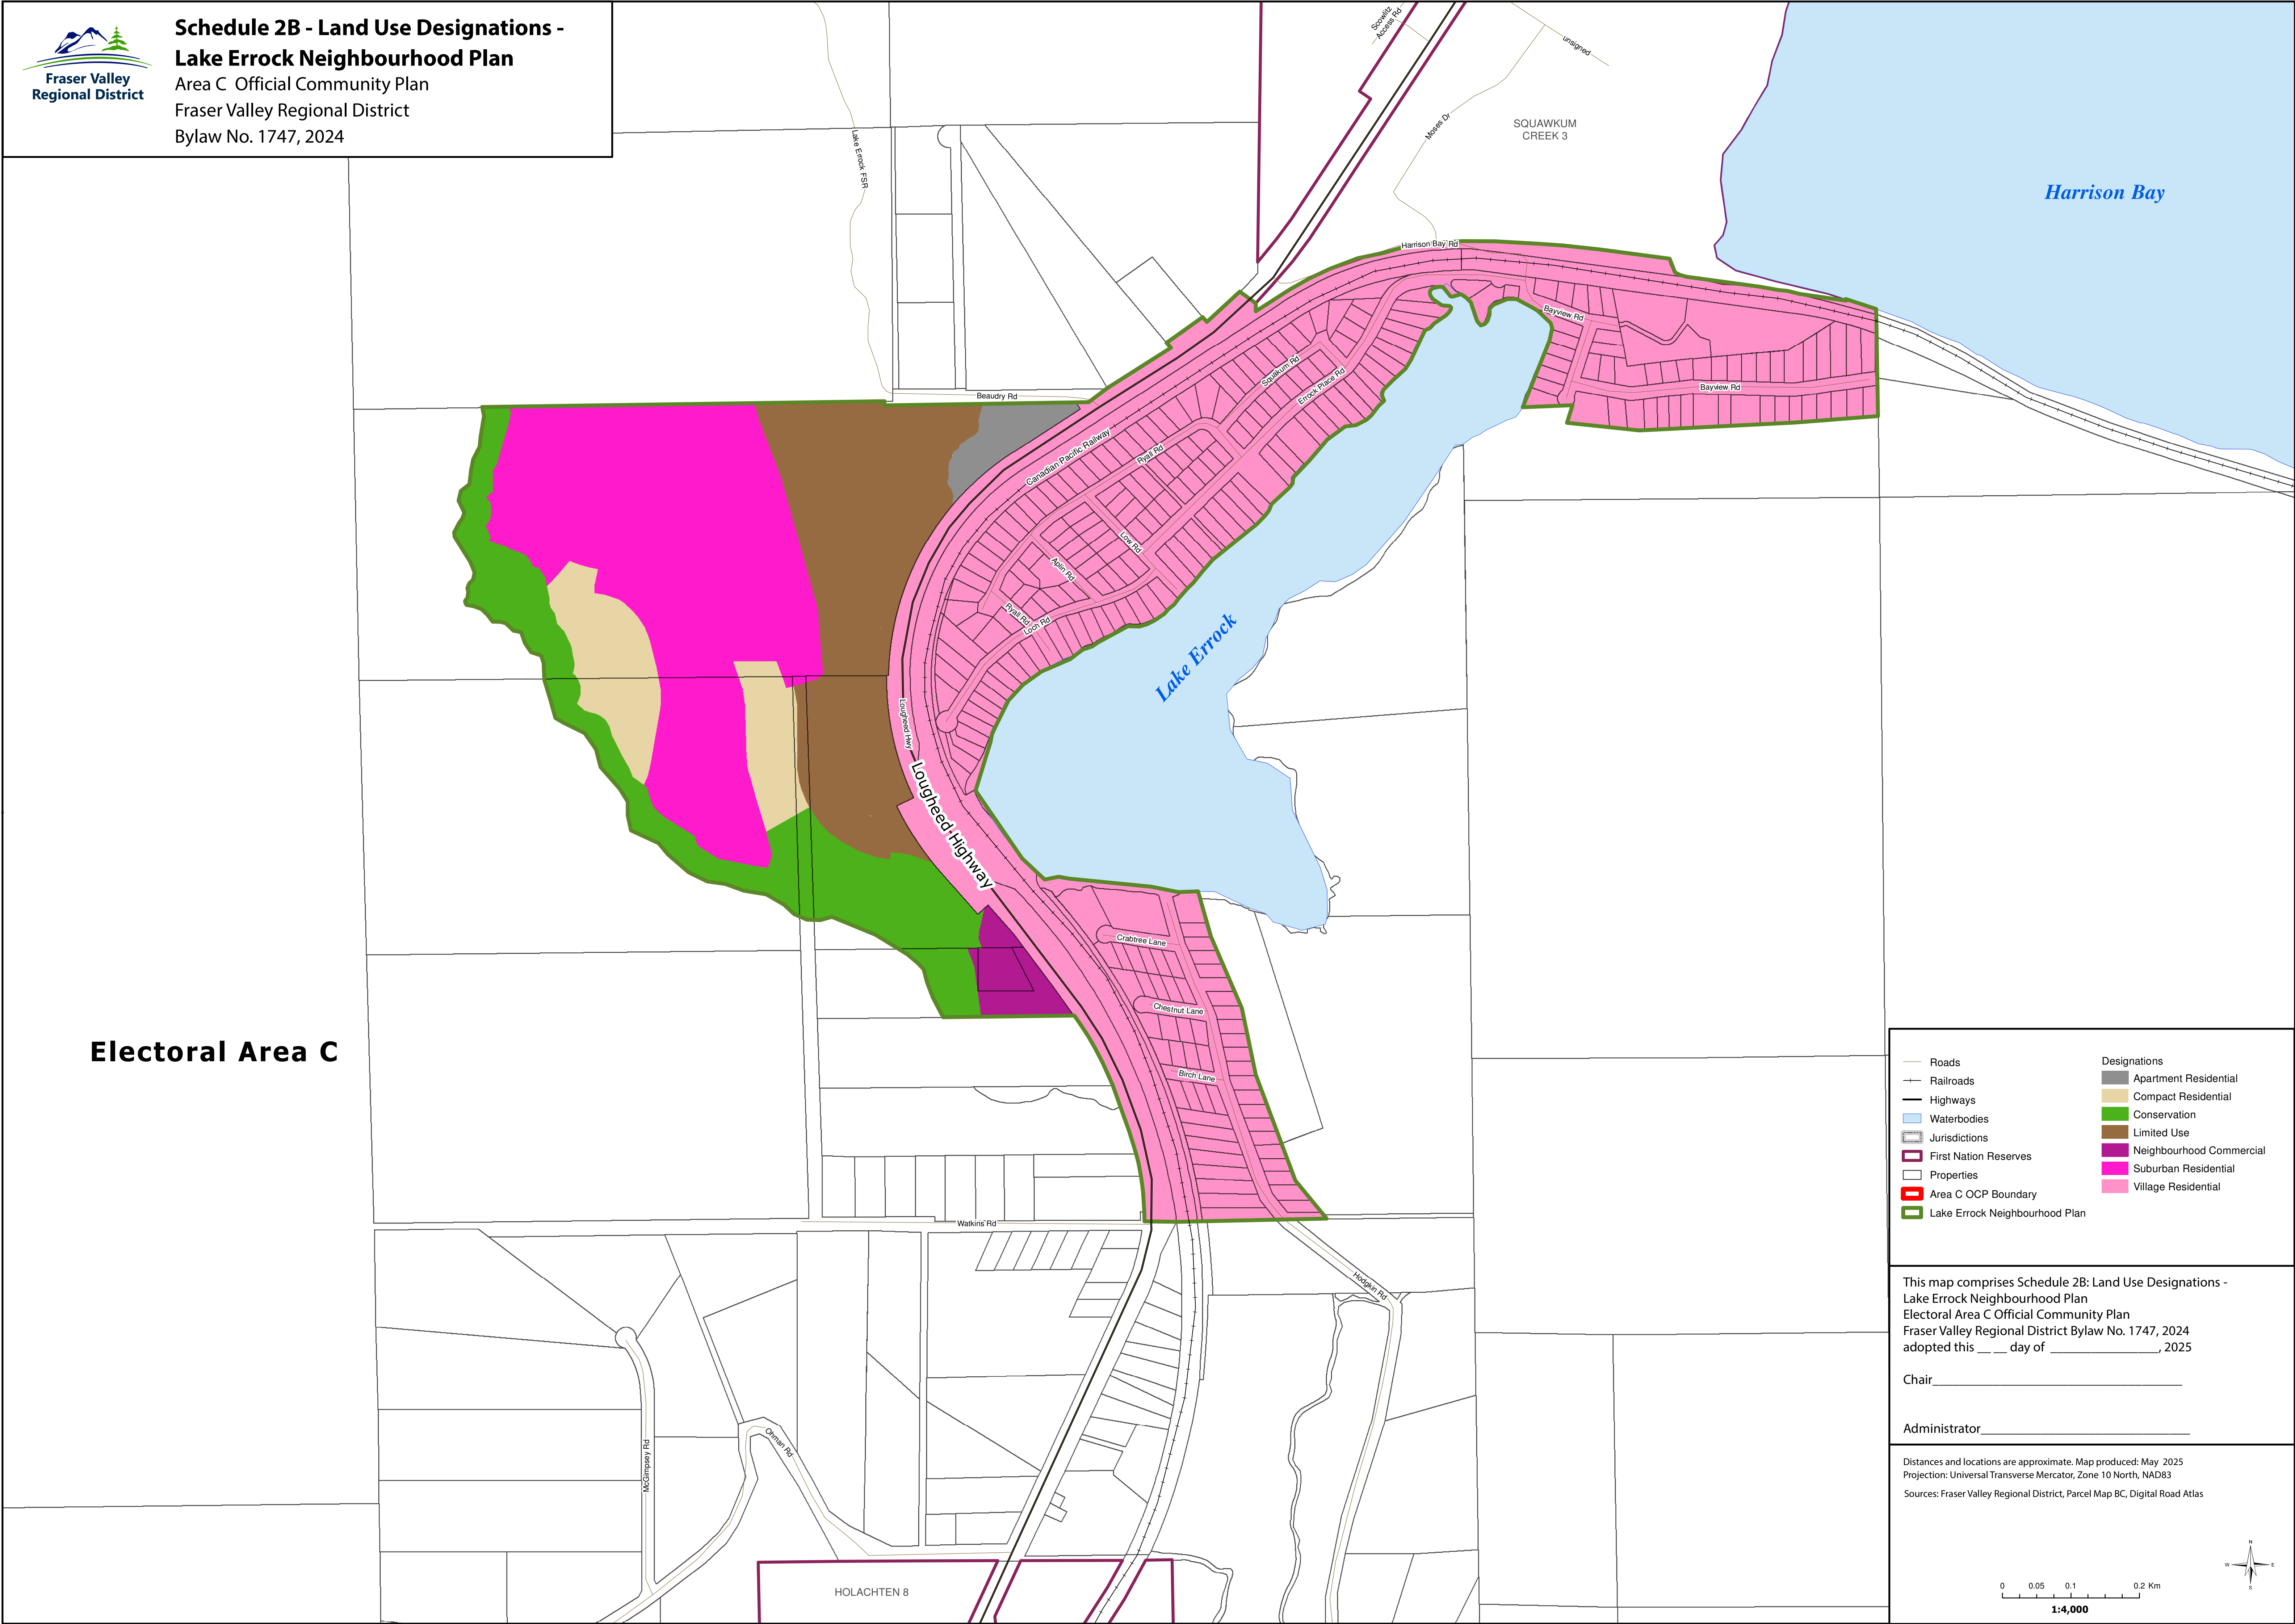 Fraser Valley
Regional District
Schedule 2B - Land Use Designations -
Lake Errock Neighbourhood Plan
Area C  Official Community Plan
Fraser Valley Regional District
Bylaw No. 1747, 2024
Scowlitz
Access Rd
unsigned
Moses Dr
SQUAWKUM
CREEK 3
Harrison Bay
Lake Errock FSR
Harrison Bay Rd
Bayview Rd
Bayview Rd
Beaudry Rd
Squakum Rd
Errock Place Rd
Canadian Pacific Railway
Ryall Rd
Low Rd
Aplin Rd
Ryall Rd
Loch Rd
Lake Errock
Lougheed Hwy
Lougheed Highway
Crabtree Lane
Chestnut Lane
Birch Lane
Electoral Area C
Watkins Rd
Hodgkin Rd
McGimpsey Rd
Ohman Rd
HOLACHTEN 8
Roads
Railroads
Highways
Waterbodies
Jurisdictions
First Nation Reserves
Properties
Area C OCP Boundary
Lake Errock Neighbourhood Plan
Designations
Apartment Residential
Compact Residential
Conservation
Limited Use
Neighbourhood Commercial
Suburban Residential
Village Residential
This map comprises Schedule 2B: Land Use Designations -
Lake Errock Neighbourhood Plan
Electoral Area C Official Community Plan
Fraser Valley Regional District Bylaw No. 1747, 2024
adopted this __ __ day of ________________, 2025
Chair____________________________________
Administrator______________________________
Distances and locations are approximate. Map produced: May  2025
Projection: Universal Transverse Mercator, Zone 10 North, NAD83
Sources: Fraser Valley Regional District, Parcel Map BC, Digital Road Atlas
N
W E
S
0 0.05 0.1 0.2 Km
1:4,000